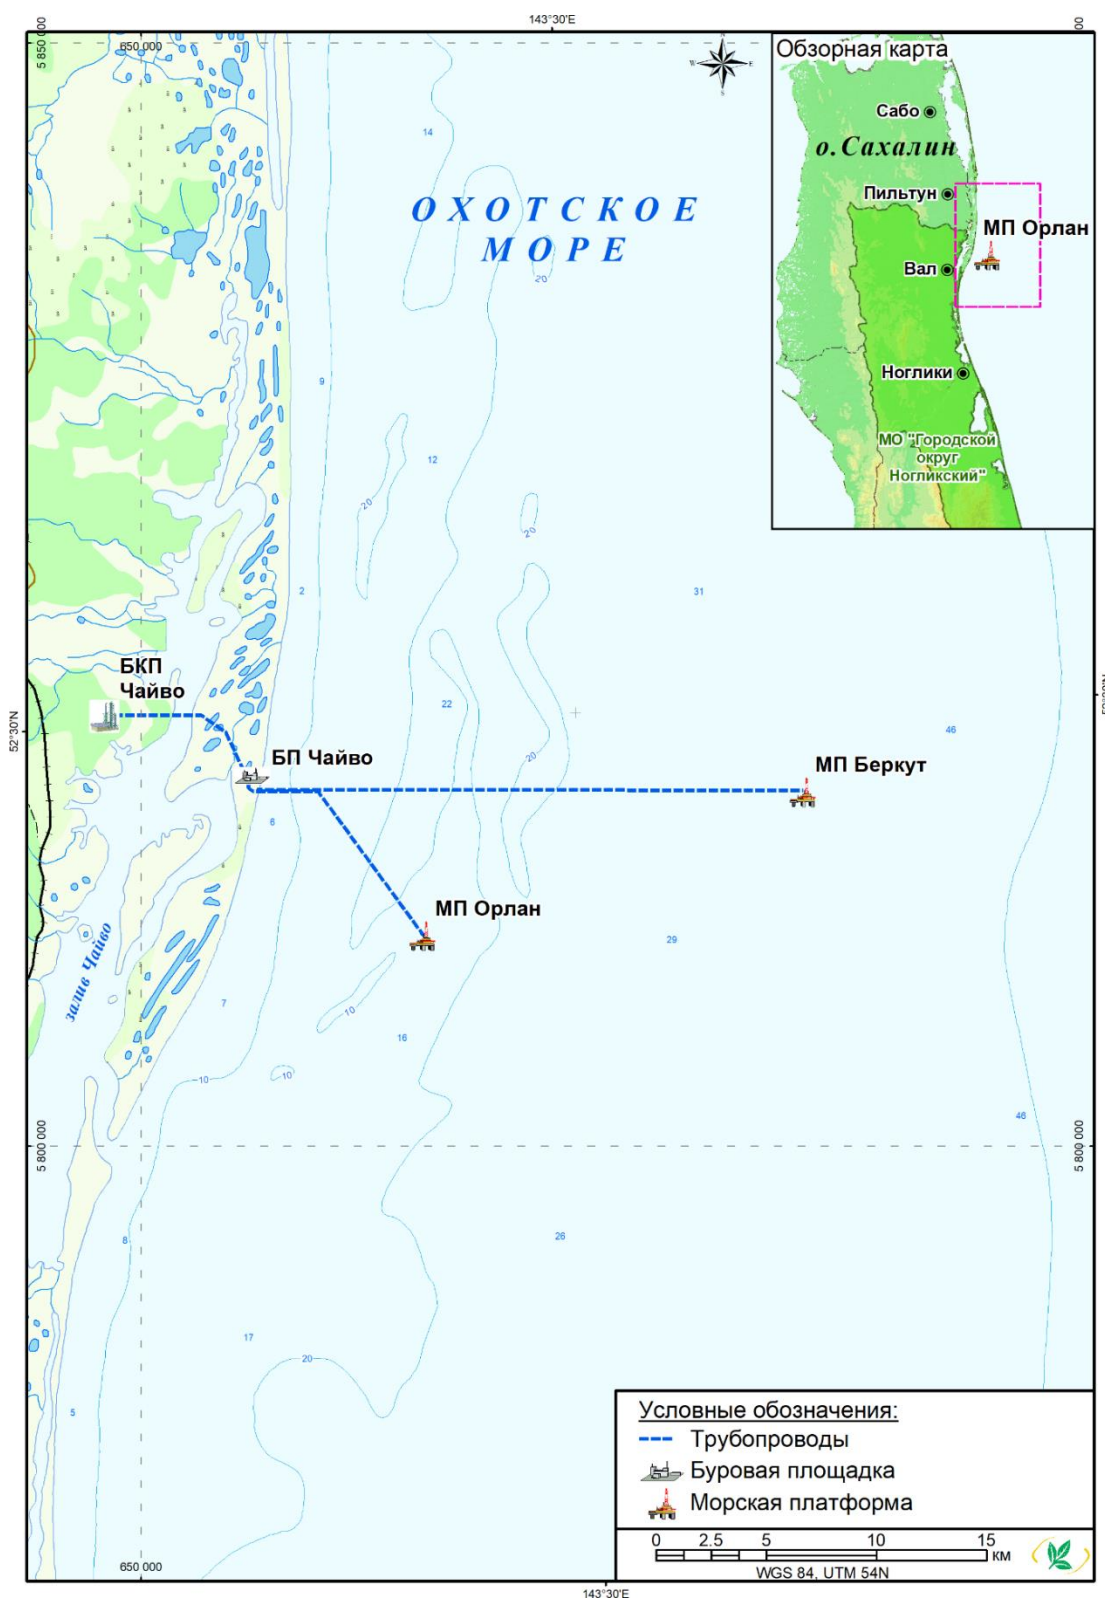 143°30'E
5 850 000
650 000
00
Обзорная карта
Сабо
о.Сахалин
Пильтун
МП Орлан
Вал
Ноглики
МО "Городской
округ
Ногликский"
N
W
E
S
14
ОХОТСКОЕ
МОРЕ
20
9
12
20
20
2
31
БКП
Чайво
22
52°30'N
46
20
БП Чайво
МП Беркут
6
МП Орлан
29
залив Чайво
7
10
16
10
10
46
5 800 000
5 800 000
8
26
17
20
5
Условные обозначения:
Трубопроводы
Буровая площадка
Морская платформа
0 2.5 5 10 15
км
WGS 84, UTM 54N
650 000
143°30'E